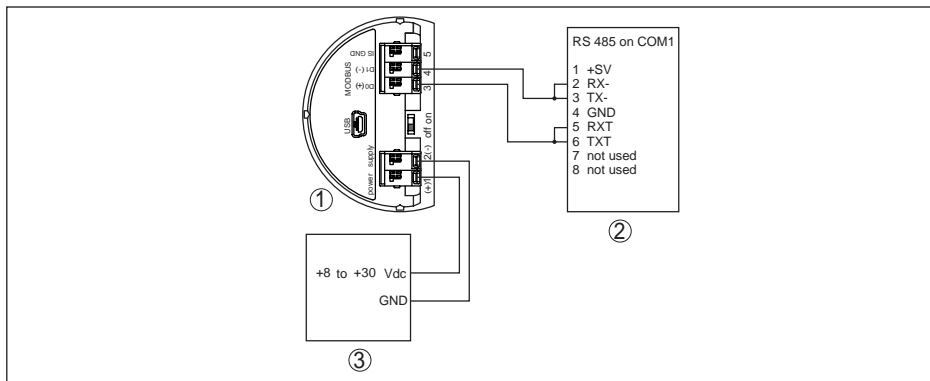 IS GND
5
D1(-)
4
MODBUS
D0(+)
3
USB
off on
power supply
2(-)
(+)1
①
RS 485 on COM1
1 +SV
2 RX-
3 TX-
4 GND
5 RXT
6 TXT
7 not used
8 not used
②
+8 to +30 Vdc
GND
③